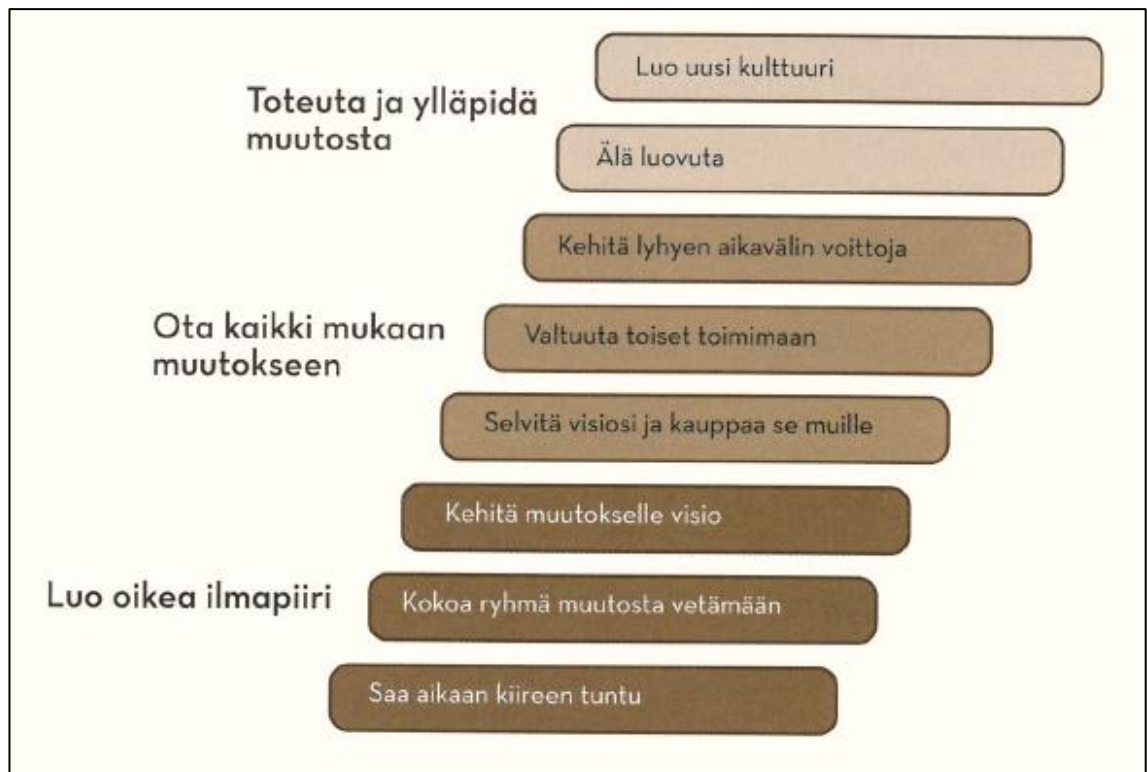 Luo uusi kulttuuri
Toteuta ja ylläpidä
muutosta
Älä luovuta
Kehitä lyhyen aikavälin voittoja
Ota kaikki mukaan
muutokseen
Valtuuta toiset toimimaan
Selvitä visiosi ja kauppaa se muille
Kehitä muutokselle visio
Luo oikea ilmapiiri
Kokoa ryhmä muutosta vetämään
Saa aikaan kiireen tuntu